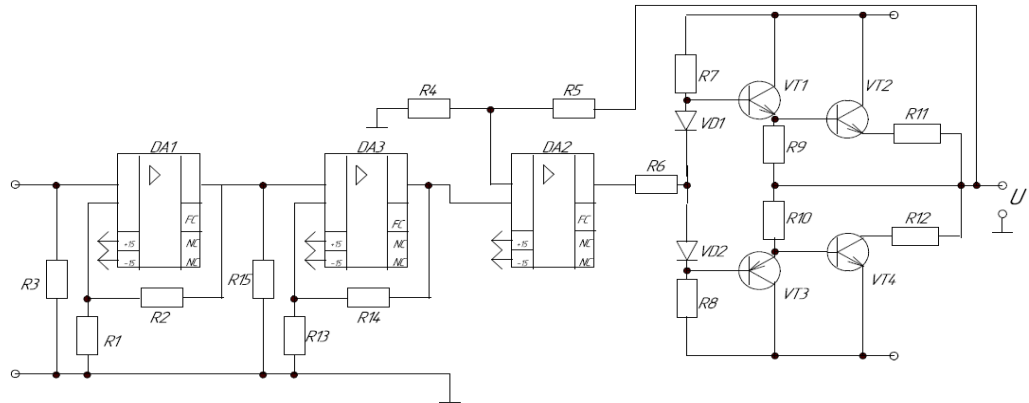 R4
R5
R7
VT1
VT2
VD1
R11
DA1
DA3
DA2
R9
R6
FC
FC
FC
U
+15
NC
+15
NC
+15
NC
R10
R12
-15
NC
-15
NC
-15
NC
VD2
R3
R15
VT3
VT4
R8
R2
R14
R1
R13